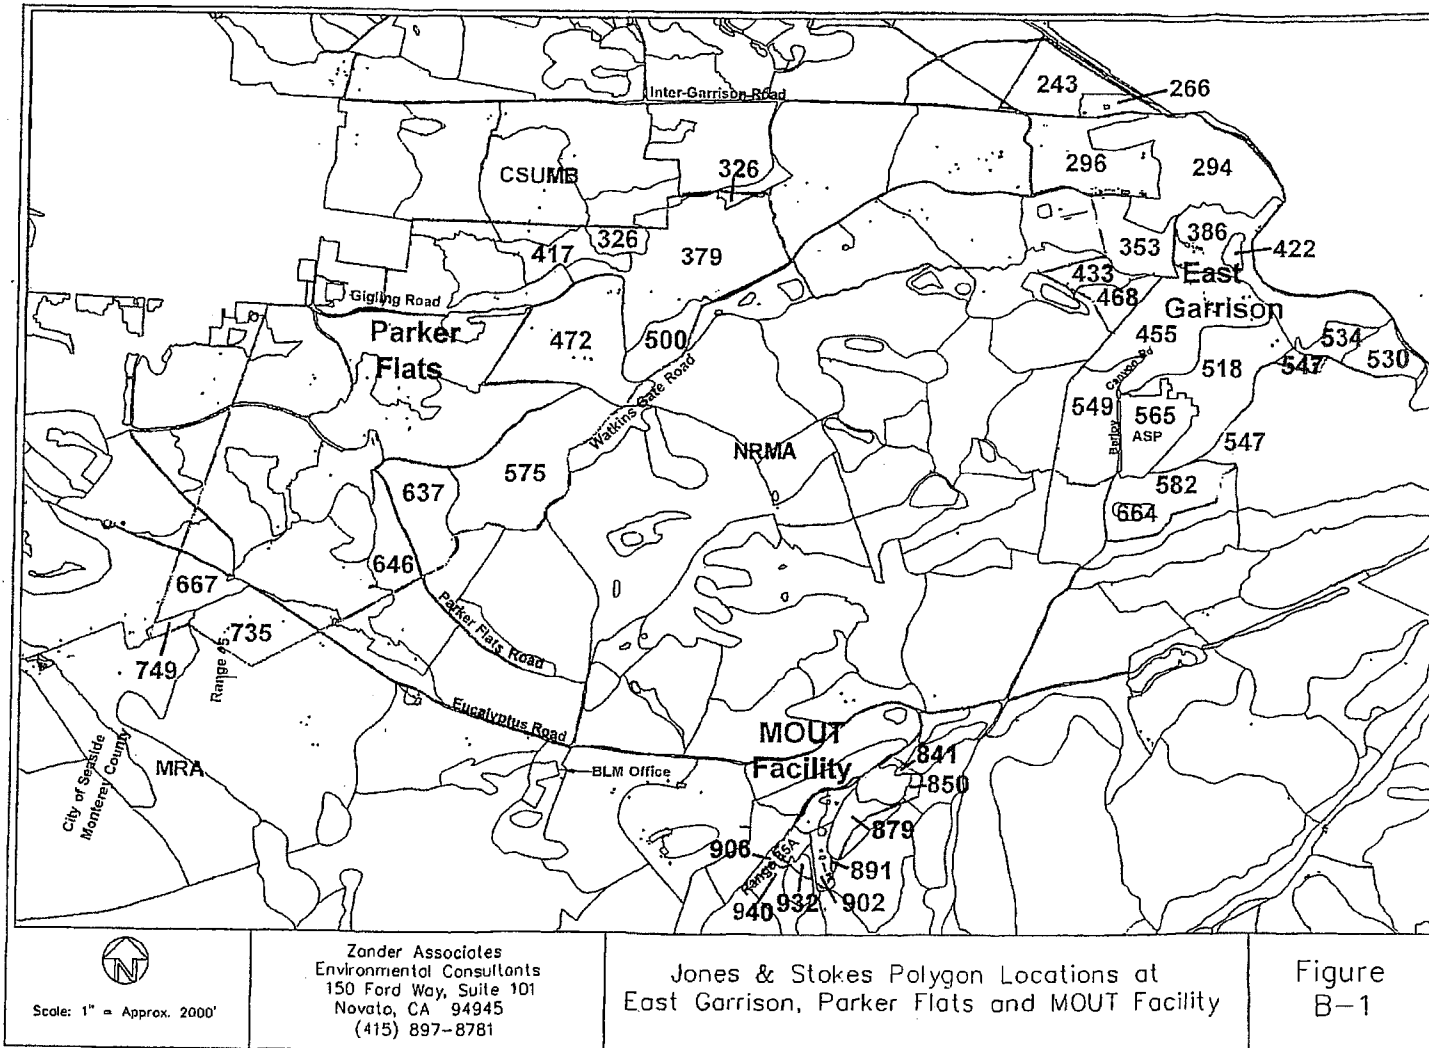 243
266
Inter-Garrison Road
CSUMB
326
296
294
326
417
379
353
386
422
East
Garrison
433
468
Gigling Road
Parker
Flats
472
500
455
534
530
547
518
Watkins Gate Road
Canyon Rd
Barloy
549
565
ASP
547
NRMA
575
637
582
664
646
667
735
749
Parker Flats Road
Eucalyptus Road
City of Seaside
Monterey County
MRA
BLM Office
MOUT
Facility
841
850
879
906
Range 45A
891
932
902
940
Scale: 1" = Approx. 2000'
N
Zander Associates
Environmental Consultants
150 Ford Way, Suite 101
Novato, CA 94945
(415) 897-8781
Jones & Stokes Polygon Locations at
East Garrison, Parker Flats and MOUT Facility
Figure
B-1